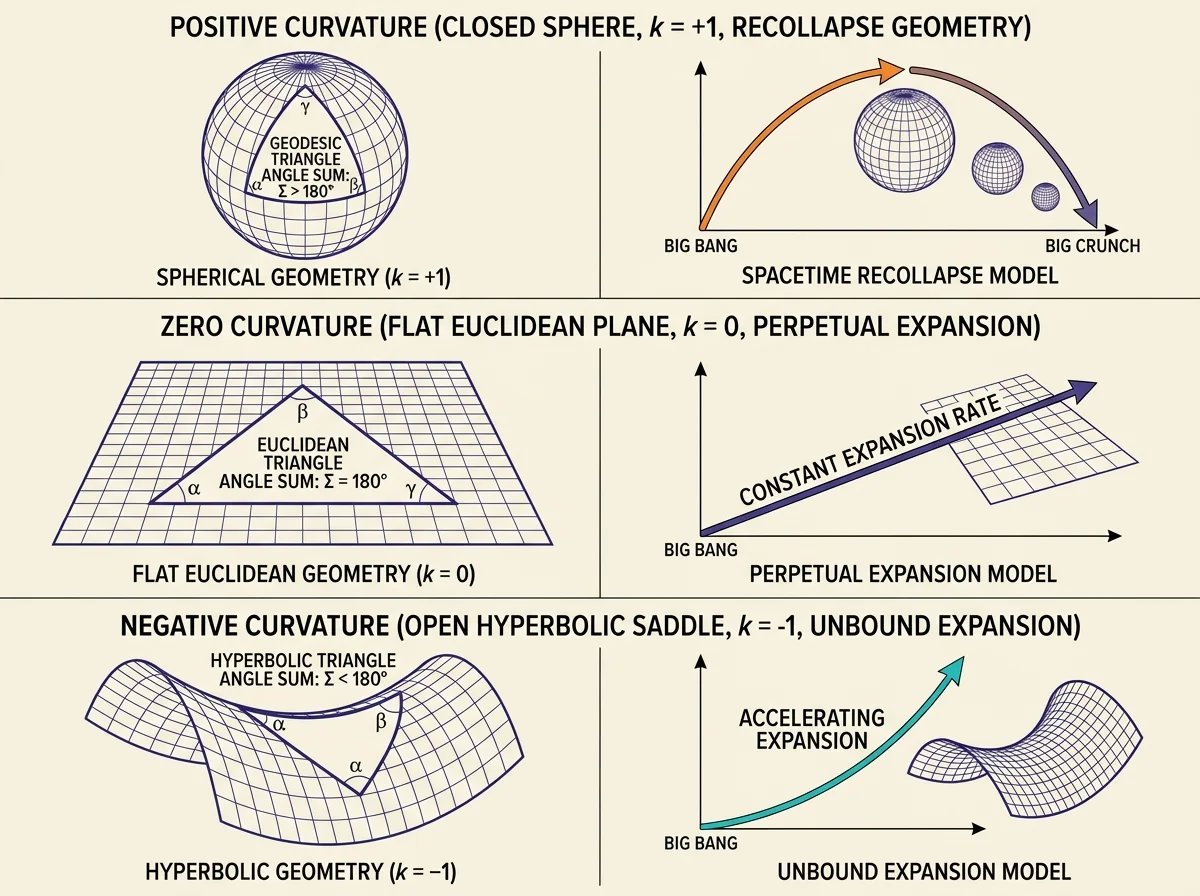 POSITIVE CURVATURE (CLOSED SPHERE, k = +1, RECOLLAPSE GEOMETRY)
γ
GEODESIC
TRIANGLE
ANGLE SUM:
Σ > 180°
α
β
SPHERICAL GEOMETRY (k = +1)
BIG BANG
BIG CRUNCH
SPACETIME RECOLLAPSE MODEL
ZERO CURVATURE (FLAT EUCLIDEAN PLANE, k = 0, PERPETUAL EXPANSION)
β
EUCLIDEAN
TRIANGLE
ANGLE SUM: Σ = 180°
α
γ
FLAT EUCLIDEAN GEOMETRY (k = 0)
CONSTANT EXPANSION RATE
BIG BANG
PERPETUAL EXPANSION MODEL
NEGATIVE CURVATURE (OPEN HYPERBOLIC SADDLE, k = -1, UNBOUND EXPANSION)
HYPERBOLIC TRIANGLE
ANGLE SUM: Σ < 180°
α
β
α
HYPERBOLIC GEOMETRY (k = −1)
ACCELERATING
EXPANSION
BIG BANG
UNBOUND EXPANSION MODEL